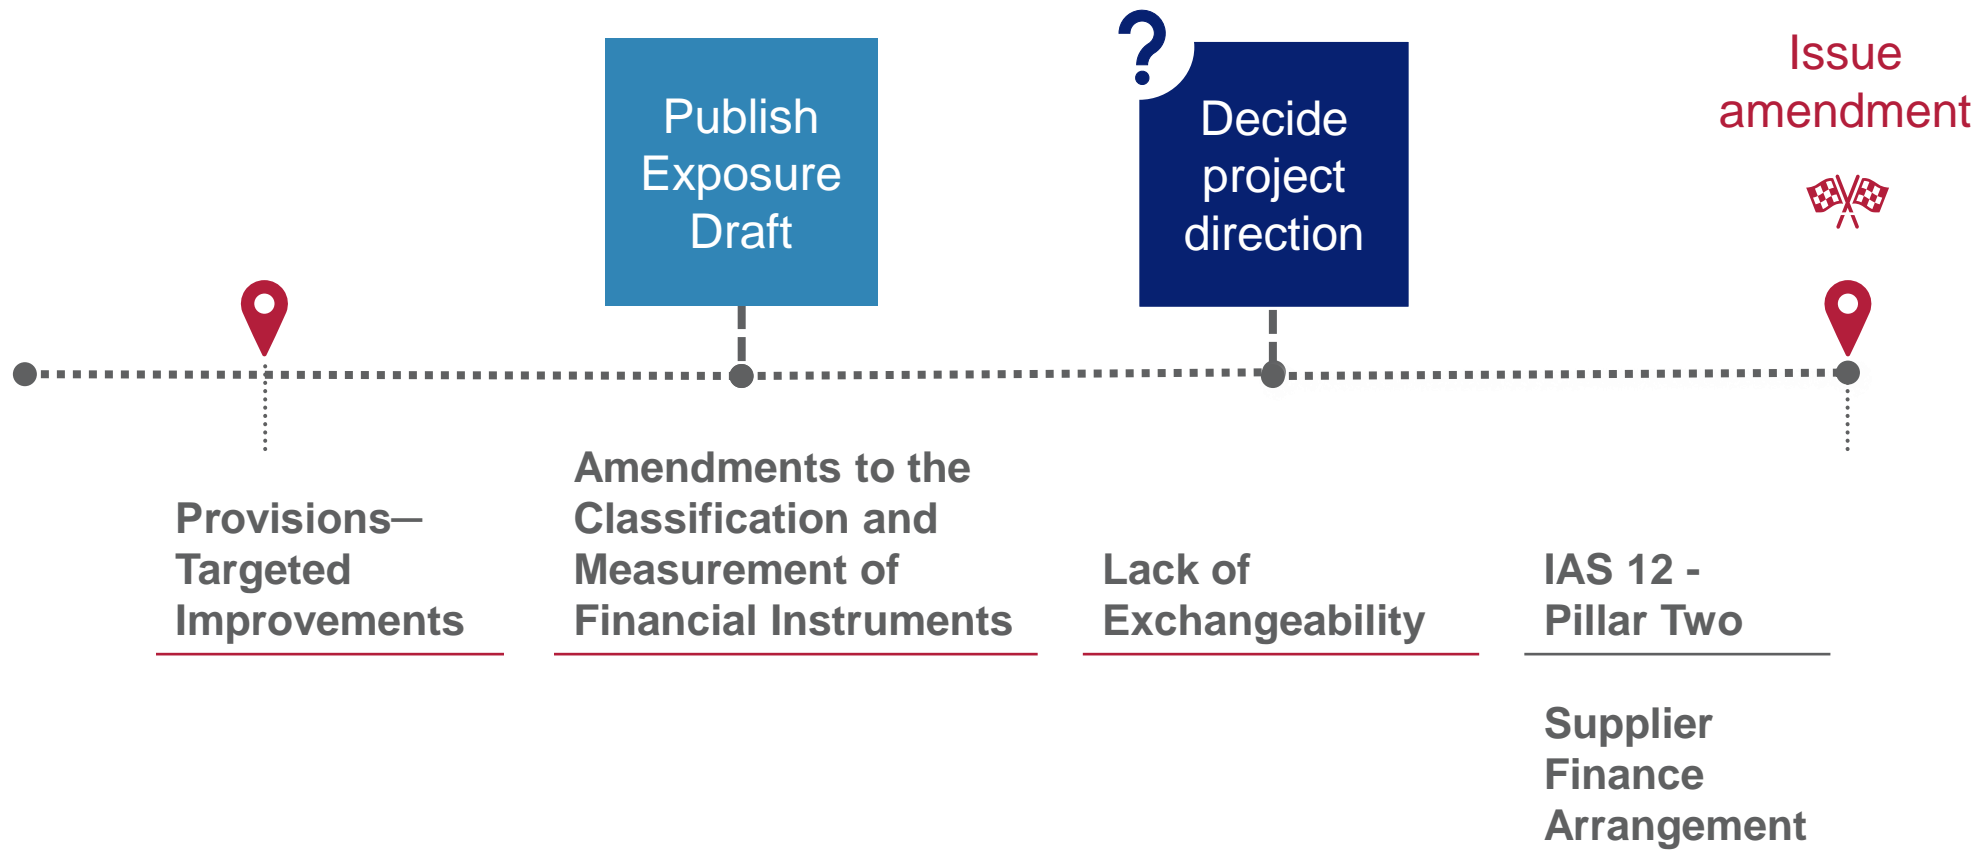 Publish
Exposure
Draft
?
Decide
project
direction
Issue
amendment
Provisions—
Targeted
Improvements
Amendments to the
Classification and
Measurement of
Financial Instruments
Lack of
Exchangeability
IAS 12 -
Pillar Two
Supplier
Finance
Arrangement